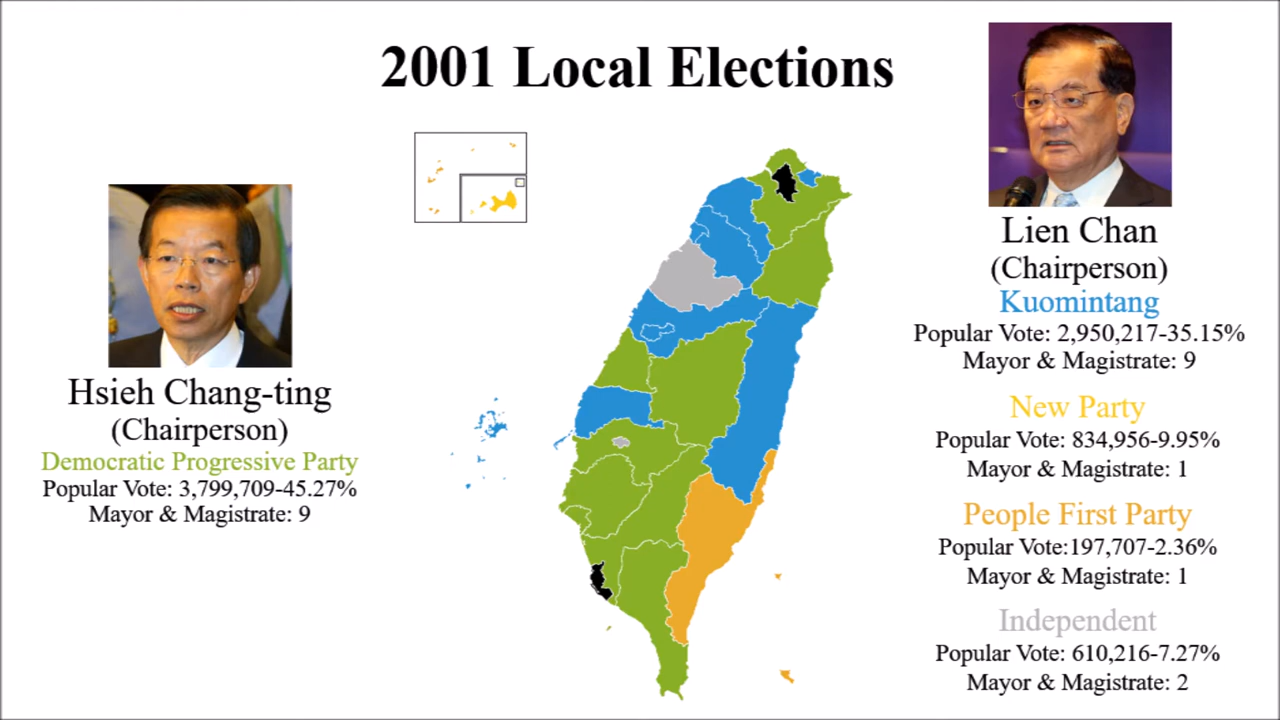 2001 Local Elections
Hsieh Chang-ting
(Chairperson)
Democratic Progressive Party
Popular Vote: 3,799,709-45.27%
Mayor & Magistrate: 9
Lien Chan
(Chairperson)
Kuomintang
Popular Vote: 2,950,217-35.15%
Mayor & Magistrate: 9
New Party
Popular Vote: 834,956-9.95%
Mayor & Magistrate: 1
People First Party
Popular Vote:197,707-2.36%
Mayor & Magistrate: 1
Independent
Popular Vote: 610,216-7.27%
Mayor & Magistrate: 2